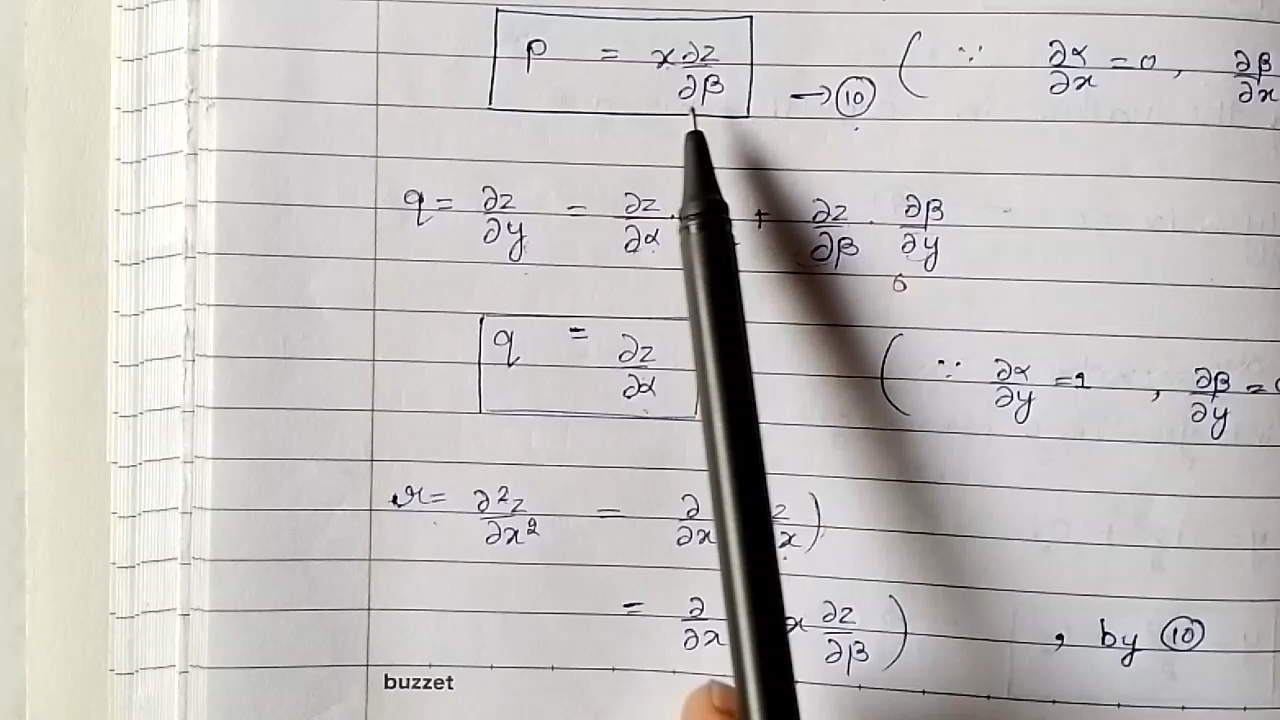 p = x ∂z/∂β → ⑩ ( ∵ ∂α/∂x = 0, ∂β/∂x
q = ∂z/∂y = ∂z/∂α · + ∂z/∂β · ∂β/∂y
0
q = ∂z/∂α ( ∵ ∂α/∂y = 1 , ∂β/∂y =
r = ∂²z/∂x² = ∂/∂x z/x )
= ∂/∂x x ∂z/∂β ) , by ⑩
buzzet